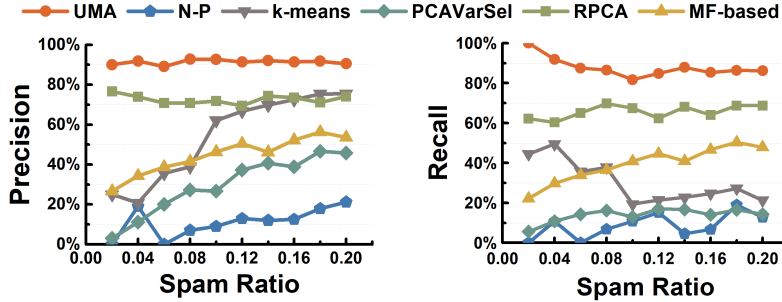 UMA N-P k-means PCAVarSel RPCA MF-based
100%
80%
60%
40%
20%
0%
Precision
0.00 0.04 0.08 0.12 0.16 0.20
Spam Ratio
100%
80%
60%
40%
20%
0%
Recall
0.00 0.04 0.08 0.12 0.16 0.20
Spam Ratio